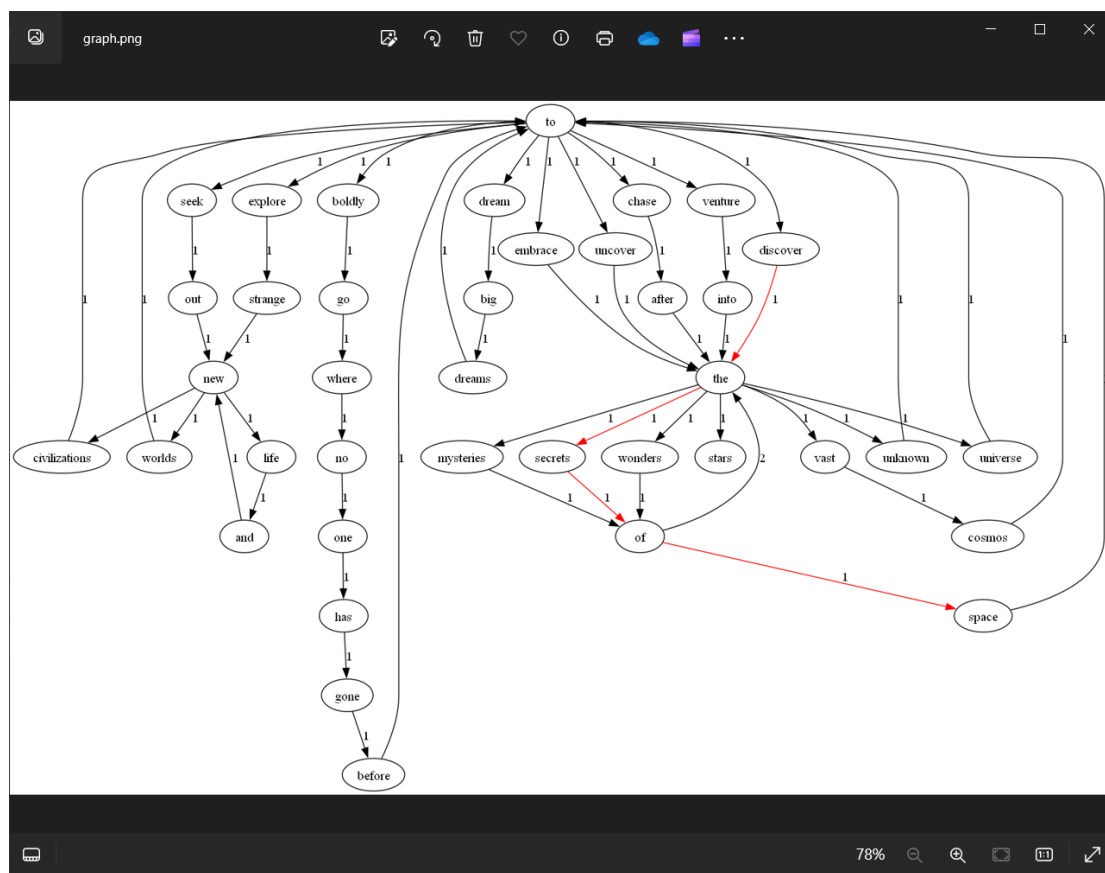 graph.png
to
1 1 1 1 1 1 1 1 1
seek explore boldly dream chase venture
embrace uncover discover
1 1 1 1 1 1
out strange go big after into
1 1 1 1 1 1 1 1 1
1 1 1 1
new where dreams the
1 1 1 1 1 1 1 1 1 1 1
civilizations worlds life no mysteries secrets wonders stars vast unknown universe
1 1 1 1 1 1 1 2 1 1
and one of cosmos
1 1
has space
1
gone
1
before
78% 1:1